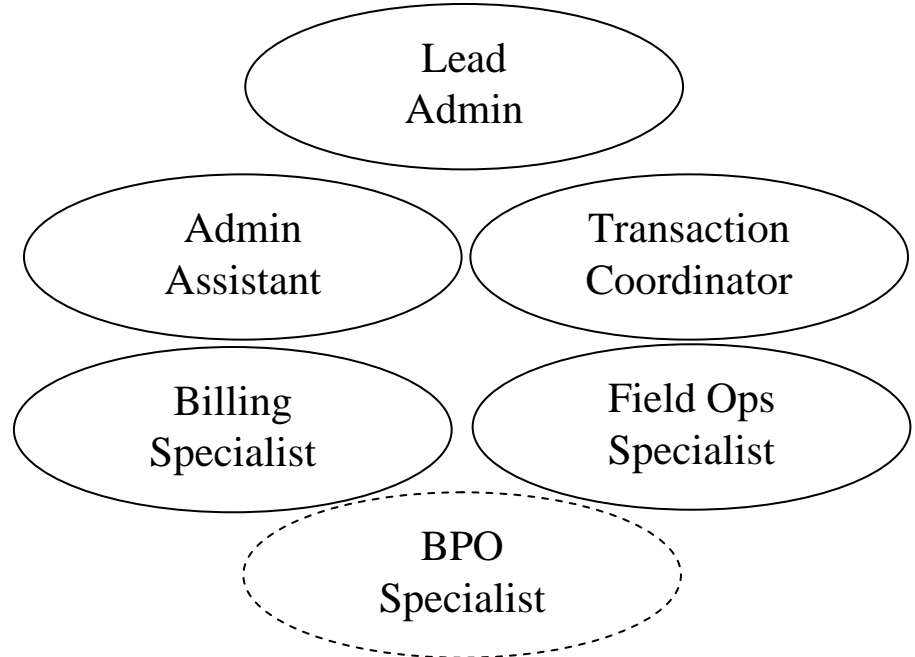 Lead
Admin
Admin
Assistant
Transaction
Coordinator
Billing
Specialist
Field Ops
Specialist
BPO
Specialist